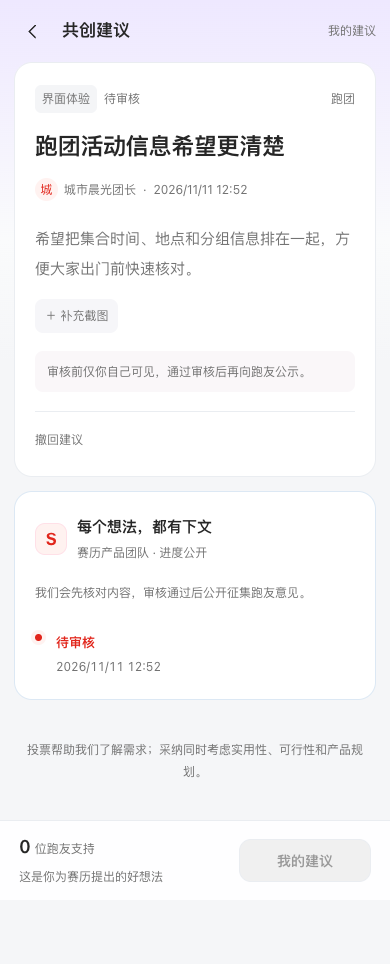 共创建议
我的建议
界面体验 待审核 跑团
跑团活动信息希望更清楚
城 城市晨光团长 · 2026/11/11 12:52
希望把集合时间、地点和分组信息排在一起，方
便大家出门前快速核对。
＋ 补充截图
审核前仅你自己可见，通过审核后再向跑友公示。
撤回建议
S 每个想法，都有下文
赛历产品团队 · 进度公开
我们会先核对内容，审核通过后公开征集跑友意见。
待审核
2026/11/11 12:52
投票帮助我们了解需求；采纳同时考虑实用性、可行性和产品规
划。
0 位跑友支持
这是你为赛历提出的好想法
我的建议